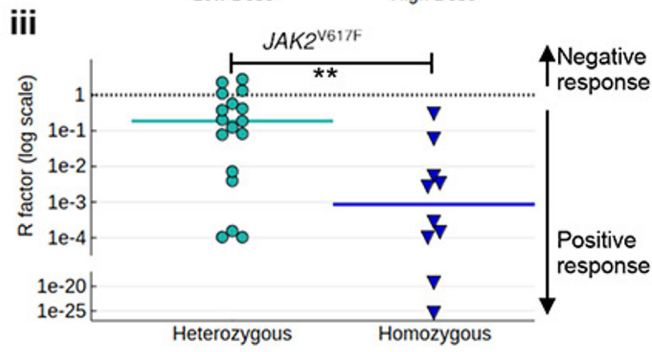 iii
JAK2V617F
**
Negative
response
R factor (log scale)
1
1e-1
1e-2
1e-3
1e-4
1e-20
1e-25
Positive
response
Heterozygous
Homozygous